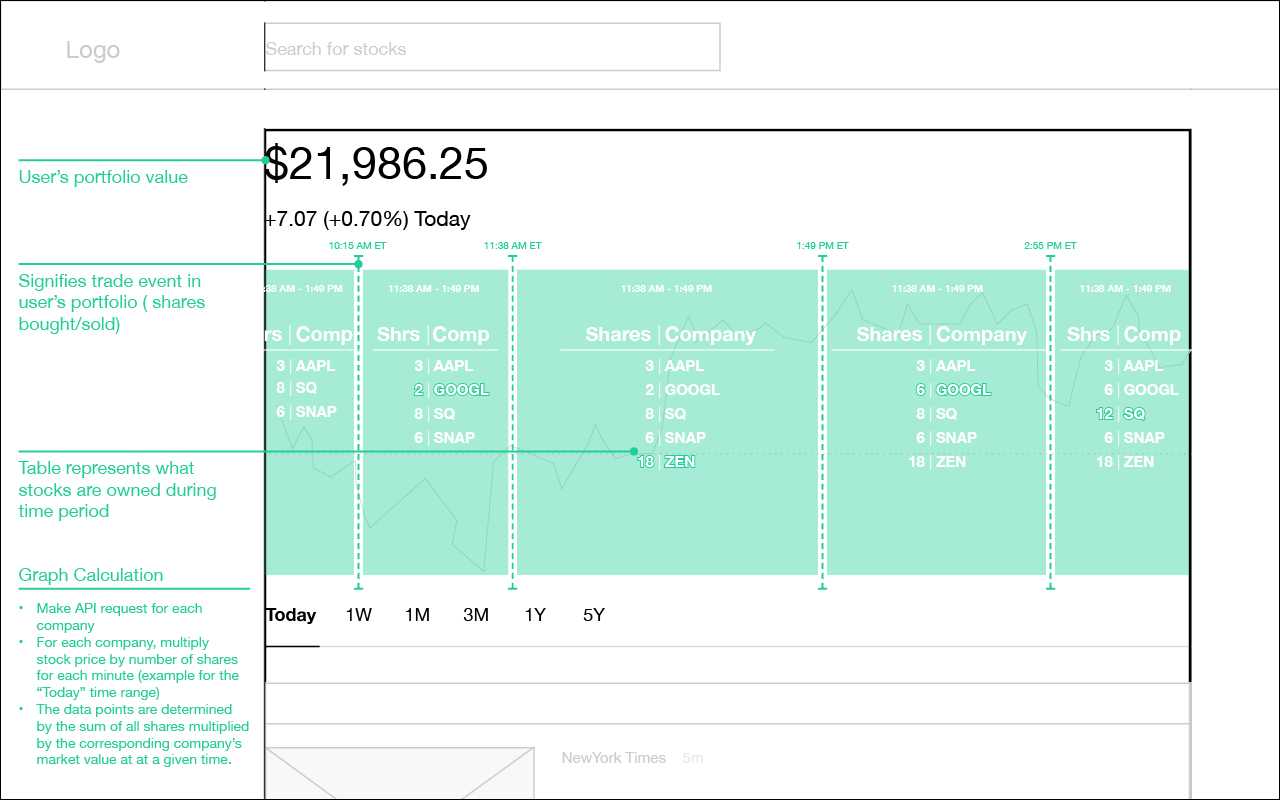 Logo
Search for stocks
$21,986.25
User's portfolio value
+7.07 (+0.70%) Today
10:15 AM ET
11:38 AM ET
1:49 PM ET
2:55 PM ET
Signifies trade event in
user's portfolio ( shares
bought/sold)
:38 AM - 1:49 PM
rs | Comp
3 | AAPL
8 | SQ
6 | SNAP
11:38 AM - 1:49 PM
Shrs | Comp
3 | AAPL
2 | GOOGL
8 | SQ
6 | SNAP
11:38 AM - 1:49 PM
Shares | Company
3 | AAPL
2 | GOOGL
8 | SQ
6 | SNAP
18 | ZEN
11:38 AM - 1:49 PM
Shares | Company
3 | AAPL
6 | GOOGL
8 | SQ
6 | SNAP
18 | ZEN
11:38 AM - 1:49 PM
Shrs | Comp
3 | AAPL
6 | GOOGL
12 | SQ
6 | SNAP
18 | ZEN
Table represents what
stocks are owned during
time period
Graph Calculation
• Make API request for each
company
• For each company, multiply
stock price by number of shares
for each minute (example for the
“Today” time range)
• The data points are determined
by the sum of all shares multiplied
by the corresponding company's
market value at at a given time.
Today 1W 1M 3M 1Y 5Y
NewYork Times 5m